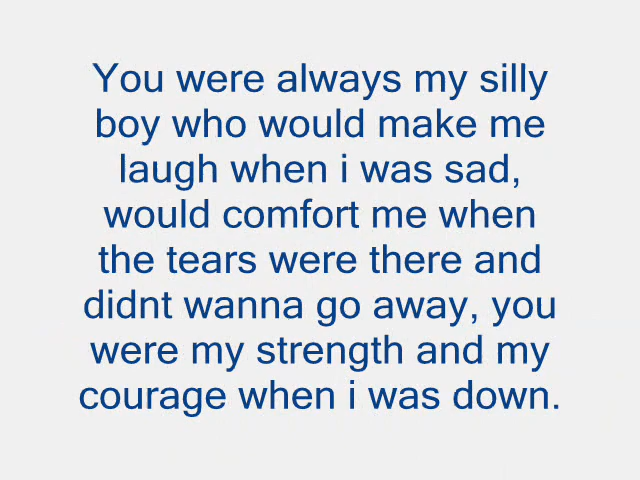 You were always my silly
boy who would make me
laugh when i was sad,
would comfort me when
the tears were there and
didnt wanna go away, you
were my strength and my
courage when i was down.